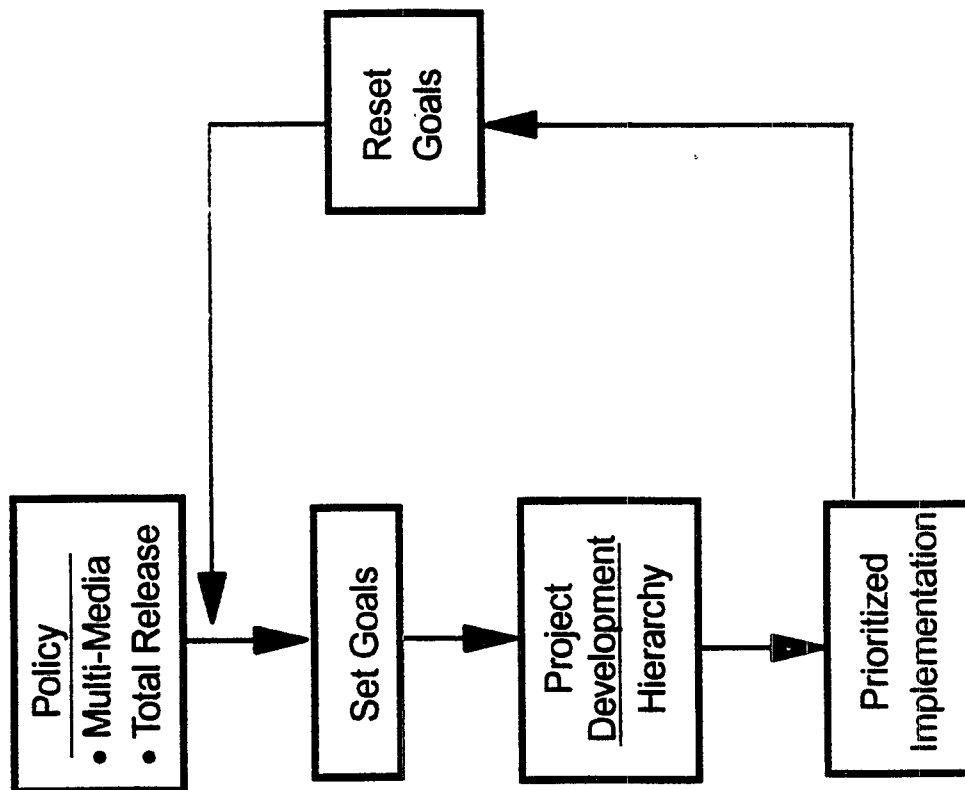 Policy
• Multi-Media
• Total Release
Set Goals
Project
Development
Hierarchy
Prioritized
Implementation
Reset
Goals